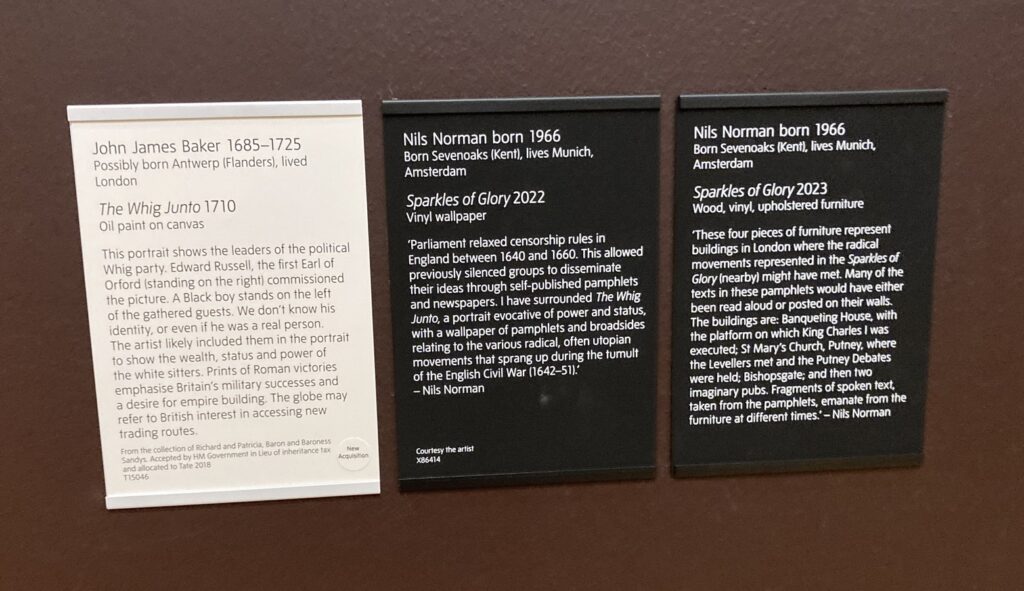 John James Baker 1685–1725
Possibly born Antwerp (Flanders), lived
London
The Whig Junto 1710
Oil paint on canvas
This portrait shows the leaders of the political
Whig party. Edward Russell, the first Earl of
Orford (standing on the right) commissioned
the picture. A Black boy stands on the left
of the gathered guests. We don't know his
identity, or even if he was a real person.
The artist likely included them in the portrait
to show the wealth, status and power of
the white sitters. Prints of Roman victories
emphasise Britain's military successes and
a desire for empire building. The globe may
refer to British interest in accessing new
trading routes.
From the collection of Richard and Patricia, Baron and Baroness
Sandys. Accepted by HM Government in Lieu of inheritance tax
and allocated to Tate 2018
T15046
New
Acquisition
Nils Norman born 1966
Born Sevenoaks (Kent), lives Munich,
Amsterdam
Sparkles of Glory 2022
Vinyl wallpaper
'Parliament relaxed censorship rules in
England between 1640 and 1660. This allowed
previously silenced groups to disseminate
their ideas through self-published pamphlets
and newspapers. I have surrounded The Whig
Junto, a portrait evocative of power and status,
with a wallpaper of pamphlets and broadsides
relating to the various radical, often utopian
movements that sprang up during the tumult
of the English Civil War (1642–51).'
– Nils Norman
Courtesy the artist
X86414
Nils Norman born 1966
Born Sevenoaks (Kent), lives Munich,
Amsterdam
Sparkles of Glory 2023
Wood, vinyl, upholstered furniture
'These four pieces of furniture represent
buildings in London where the radical
movements represented in the Sparkles of
Glory (nearby) might have met. Many of the
texts in these pamphlets would have either
been read aloud or posted on their walls.
The buildings are: Banqueting House, with
the platform on which King Charles I was
executed; St Mary's Church, Putney, where
the Levellers met and the Putney Debates
were held; Bishopsgate; and then two
imaginary pubs. Fragments of spoken text,
taken from the pamphlets, emanate from the
furniture at different times.' – Nils Norman